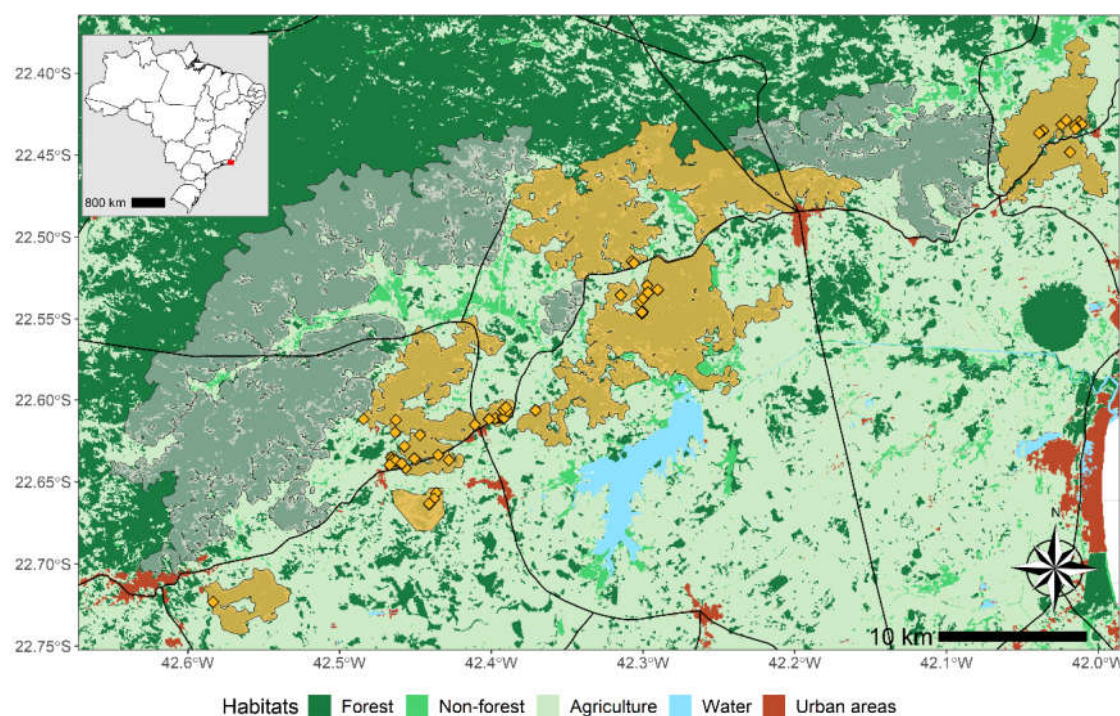 800 km
22.40°S
22.45°S
22.50°S
22.55°S
22.60°S
22.65°S
22.70°S
22.75°S
N
10 km
42.6°W 42.5°W 42.4°W 42.3°W 42.2°W 42.1°W 42.0°W
Habitats Forest Non-forest Agriculture Water Urban areas